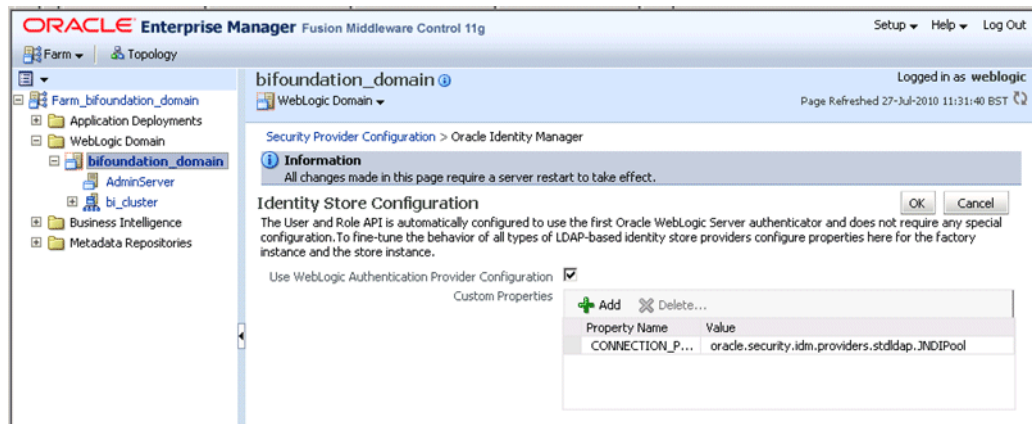 ORACLE Enterprise Manager Fusion Middleware Control 11g
Setup Help Log Out
Farm Topology
Farm_bifoundation_domain
Application Deployments
WebLogic Domain
bifoundation_domain
AdminServer
bi_cluster
Business Intelligence
Metadata Repositories
bifoundation_domain
Logged in as weblogic
WebLogic Domain
Page Refreshed 27-Jul-2010 11:31:40 BST
Security Provider Configuration > Oracle Identity Manager
Information
All changes made in this page require a server restart to take effect.
Identity Store Configuration
OK Cancel
The User and Role API is automatically configured to use the first Oracle WebLogic Server authenticator and does not require any special
configuration.To fine-tune the behavior of all types of LDAP-based identity store providers configure properties here for the factory
instance and the store instance.
Use WebLogic Authentication Provider Configuration
Custom Properties
Add Delete...
Property Name Value
CONNECTION_P... oracle.security.idm.providers.stdldap.JNDIPool